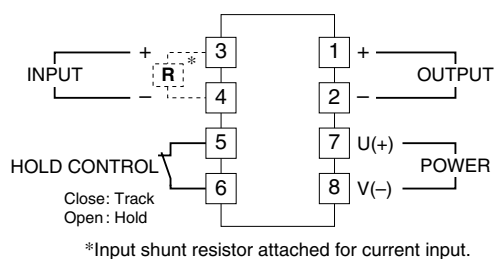 + 3 1 +
INPUT R * OUTPUT
– 4 2 –
5 7 U(+)
HOLD CONTROL POWER
6 8 V(–)
Close: Track
Open: Hold
*Input shunt resistor attached for current input.